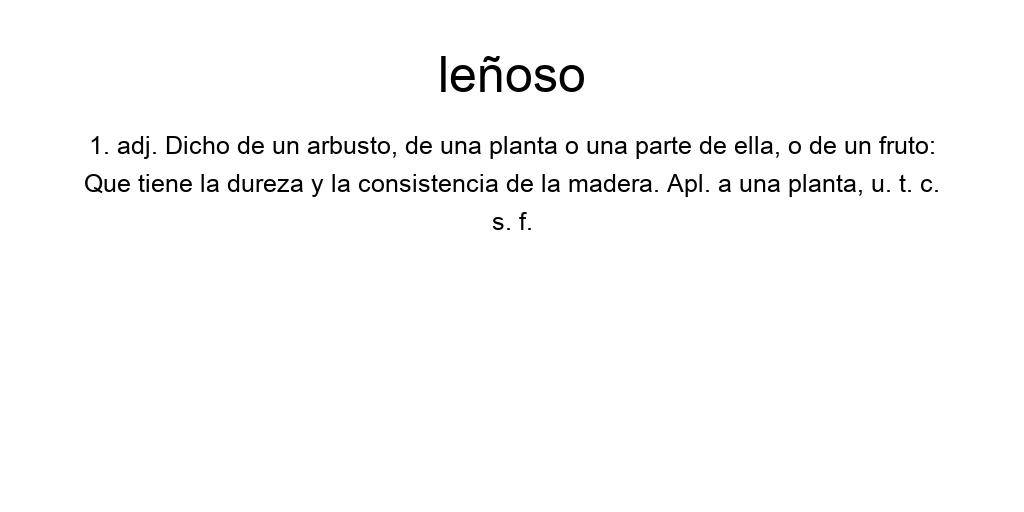 leñoso
1. adj. Dicho de un arbusto, de una planta o una parte de ella, o de un fruto:
Que tiene la dureza y la consistencia de la madera. Apl. a una planta, u. t. c.
s. f.